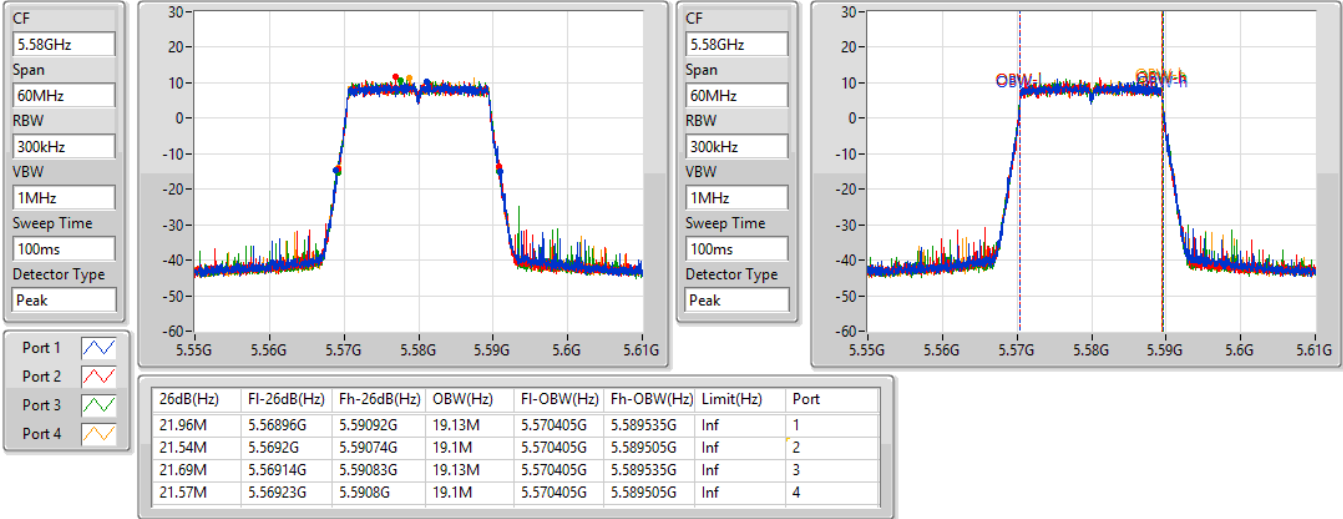 CF
5.58GHz
Span
60MHz
RBW
300kHz
VBW
1MHz
Sweep Time
100ms
Detector Type
Peak
30
20
10
0
-10
-20
-30
-40
-50
-60
5.55G 5.56G 5.57G 5.58G 5.59G 5.6G 5.61G
CF
5.58GHz
Span
60MHz
RBW
300kHz
VBW
1MHz
Sweep Time
100ms
Detector Type
Peak
30
20
10
0
-10
-20
-30
-40
-50
-60
OBW-l OBW-h
5.55G 5.56G 5.57G 5.58G 5.59G 5.6G 5.61G
Port 1
Port 2
Port 3
Port 4
26dB(Hz) Fl-26dB(Hz) Fh-26dB(Hz) OBW(Hz) Fl-OBW(Hz) Fh-OBW(Hz) Limit(Hz) Port
21.96M 5.56896G 5.59092G 19.13M 5.570405G 5.589535G Inf 1
21.54M 5.5692G 5.59074G 19.1M 5.570405G 5.589505G Inf 2
21.69M 5.56914G 5.59083G 19.13M 5.570405G 5.589535G Inf 3
21.57M 5.56923G 5.5908G 19.1M 5.570405G 5.589505G Inf 4